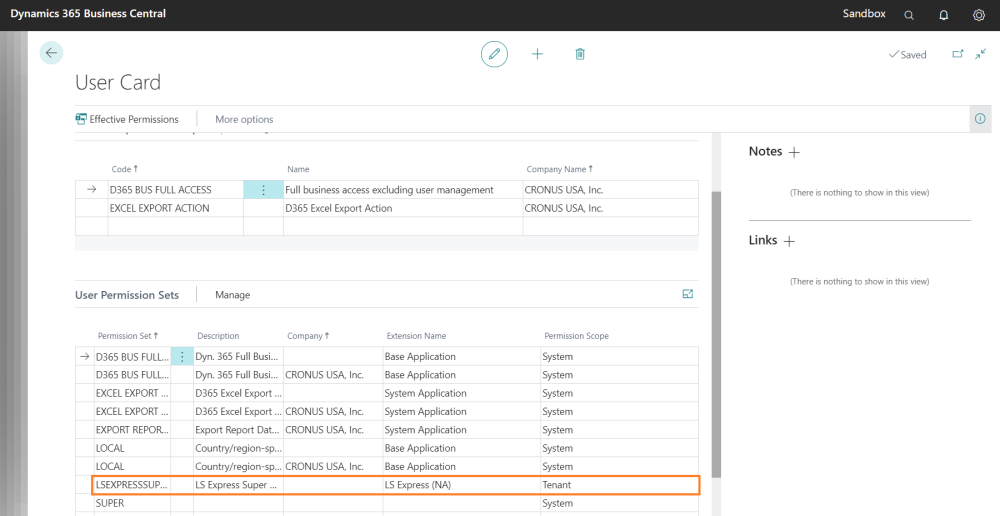 Dynamics 365 Business Central Sandbox
Saved
User Card
Effective Permissions More options
Notes
Code ↑ Name Company Name ↑
D365 BUS FULL ACCESS Full business access excluding user management CRONUS USA, Inc.
(There is nothing to show in this view)
EXCEL EXPORT ACTION D365 Excel Export Action CRONUS USA, Inc.
Links
(There is nothing to show in this view)
User Permission Sets Manage
Permission Set ↑ Description Company ↑ Extension Name Permission Scope
D365 BUS FULL... Dyn. 365 Full Busi... Base Application System
D365 BUS FULL... Dyn. 365 Full Busi... CRONUS USA, Inc. Base Application System
EXCEL EXPORT ... D365 Excel Export ... System Application System
EXCEL EXPORT ... D365 Excel Export ... CRONUS USA, Inc. System Application System
EXPORT REPOR... Export Report Dat... CRONUS USA, Inc. System Application System
LOCAL Country/region-sp... Base Application System
LOCAL Country/region-sp... CRONUS USA, Inc. Base Application System
LSEXPRESSSUP... LS Express Super ... LS Express (NA) Tenant
SUPER System